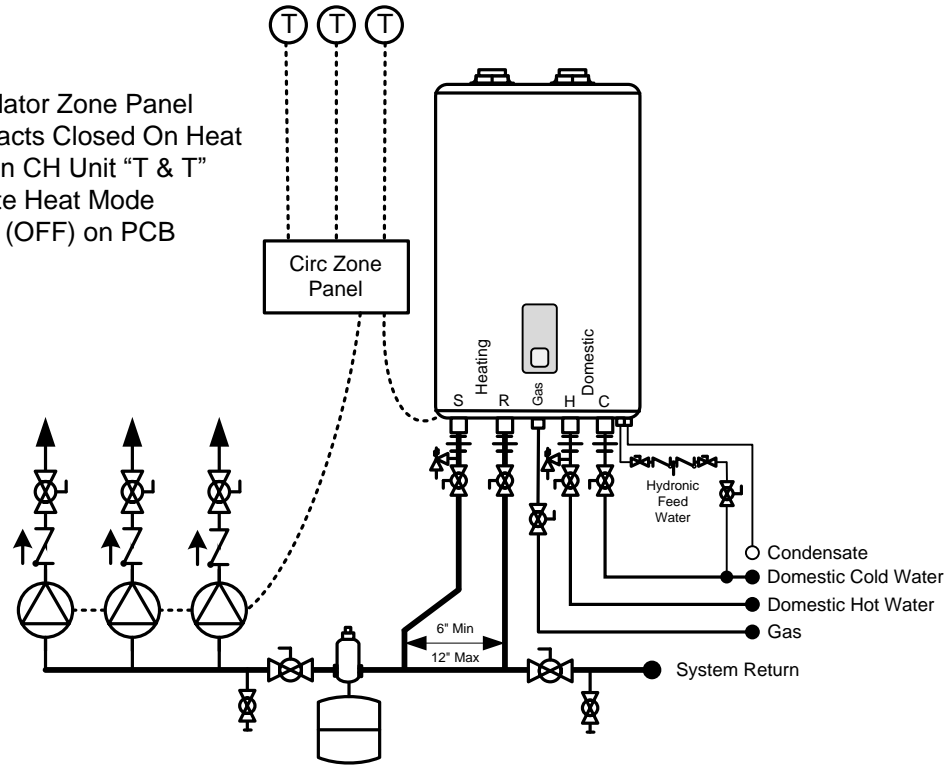 T T T
lator Zone Panel
acts Closed On Heat
n CH Unit “T & T”
te Heat Mode
(OFF) on PCB
Circ Zone
Panel
Heating
Gas
Domestic
S R H C
Hydronic
Feed
Water
Condensate
Domestic Cold Water
Domestic Hot Water
Gas
6" Min
12" Max
System Return